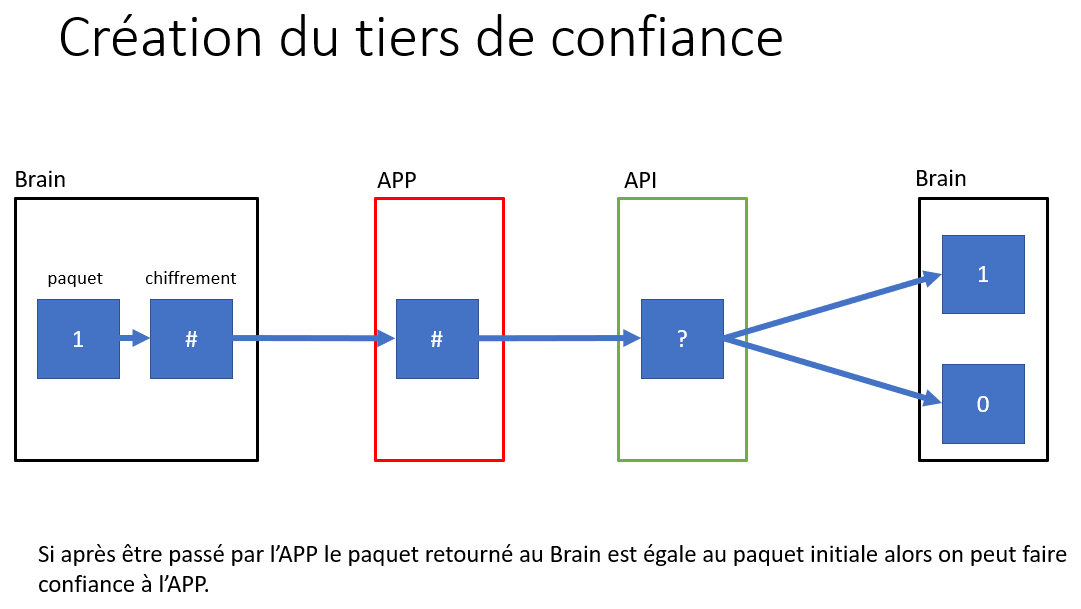 Création du tiers de confiance
Brain
APP
API
Brain
paquet
chiffrement
1
#
#
?
1
0
Si après être passé par l’APP le paquet retourné au Brain est égale au paquet initiale alors on peut faire
confiance à l’APP.